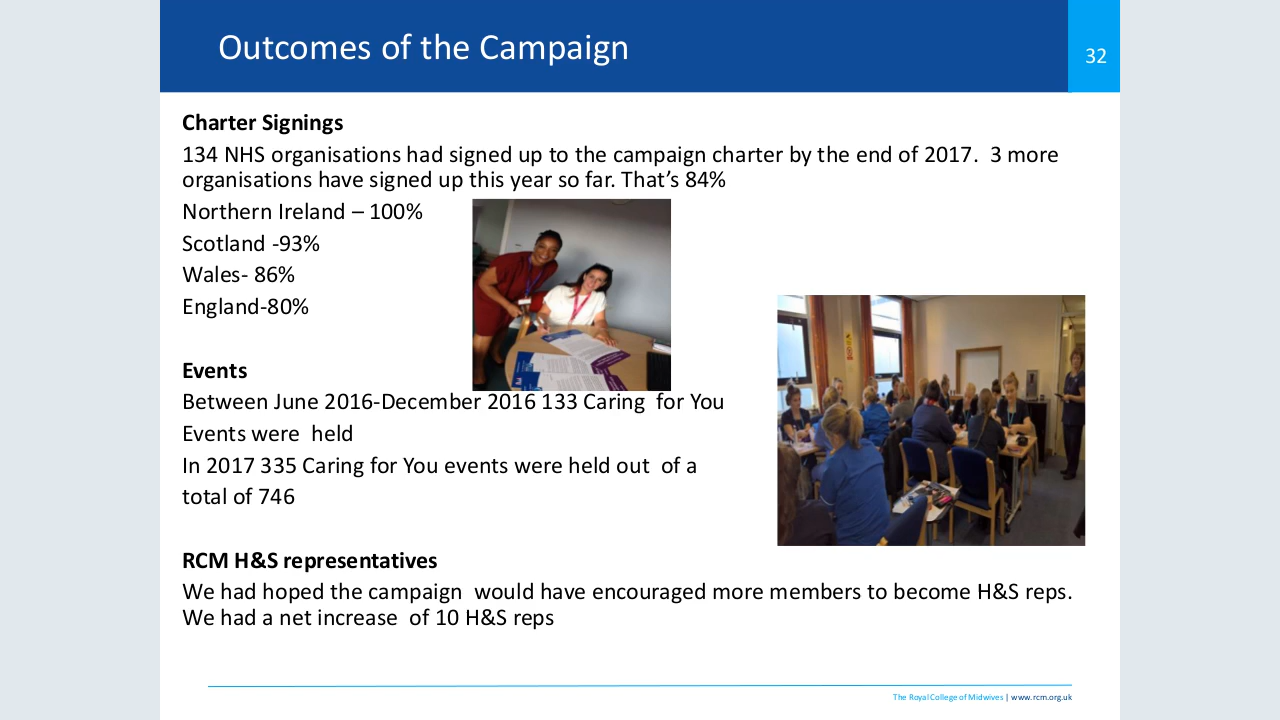 Outcomes of the Campaign
32
Charter Signings
134 NHS organisations had signed up to the campaign charter by the end of 2017.  3 more
organisations have signed up this year so far. That’s 84%
Northern Ireland – 100%
Scotland -93%
Wales- 86%
England-80%
Events
Between June 2016-December 2016 133 Caring  for You
Events were  held
In 2017 335 Caring for You events were held out  of a
total of 746
RCM H&S representatives
We had hoped the campaign  would have encouraged more members to become H&S reps.
We had a net increase  of 10 H&S reps
The Royal College of Midwives | www.rcm.org.uk